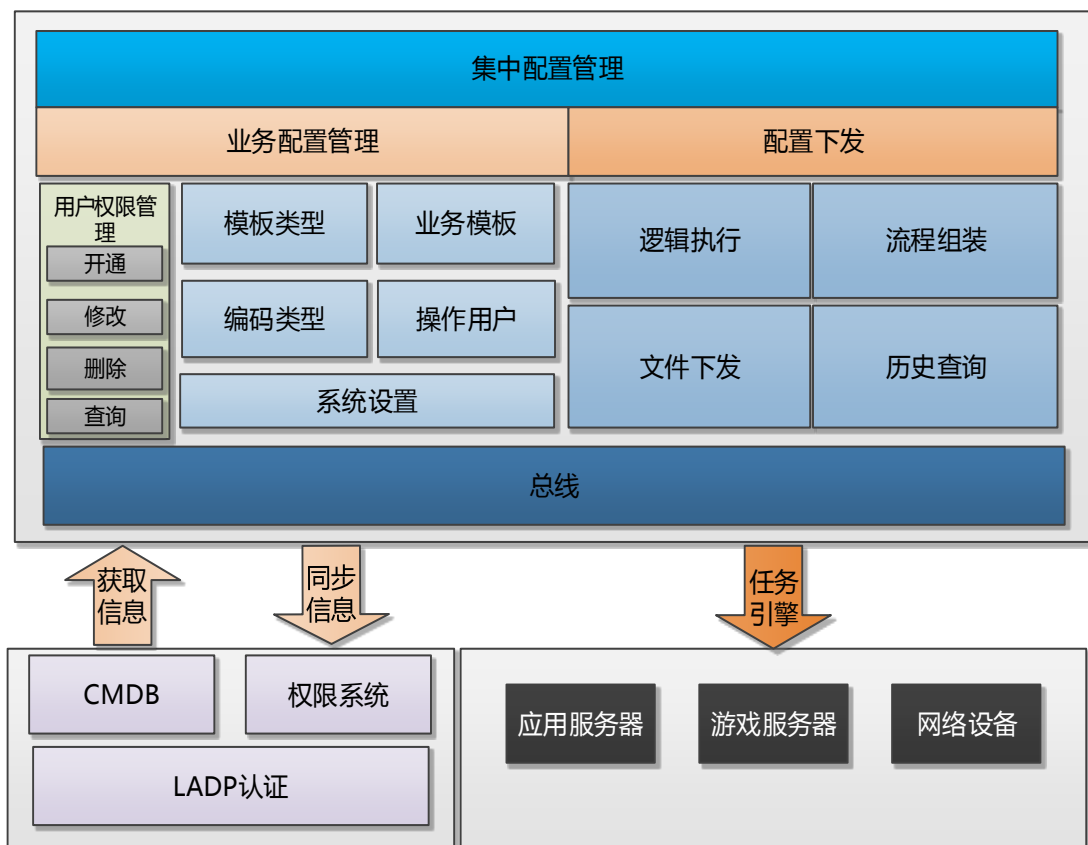 集中配置管理
业务配置管理
配置下发
用户权限管
理
开通
修改
删除
查询
模板类型
业务模板
编码类型
操作用户
系统设置
逻辑执行
流程组装
文件下发
历史查询
总线
获取
信息
同步
信息
任务
引擎
CMDB
权限系统
LADP认证
应用服务器
游戏服务器
网络设备